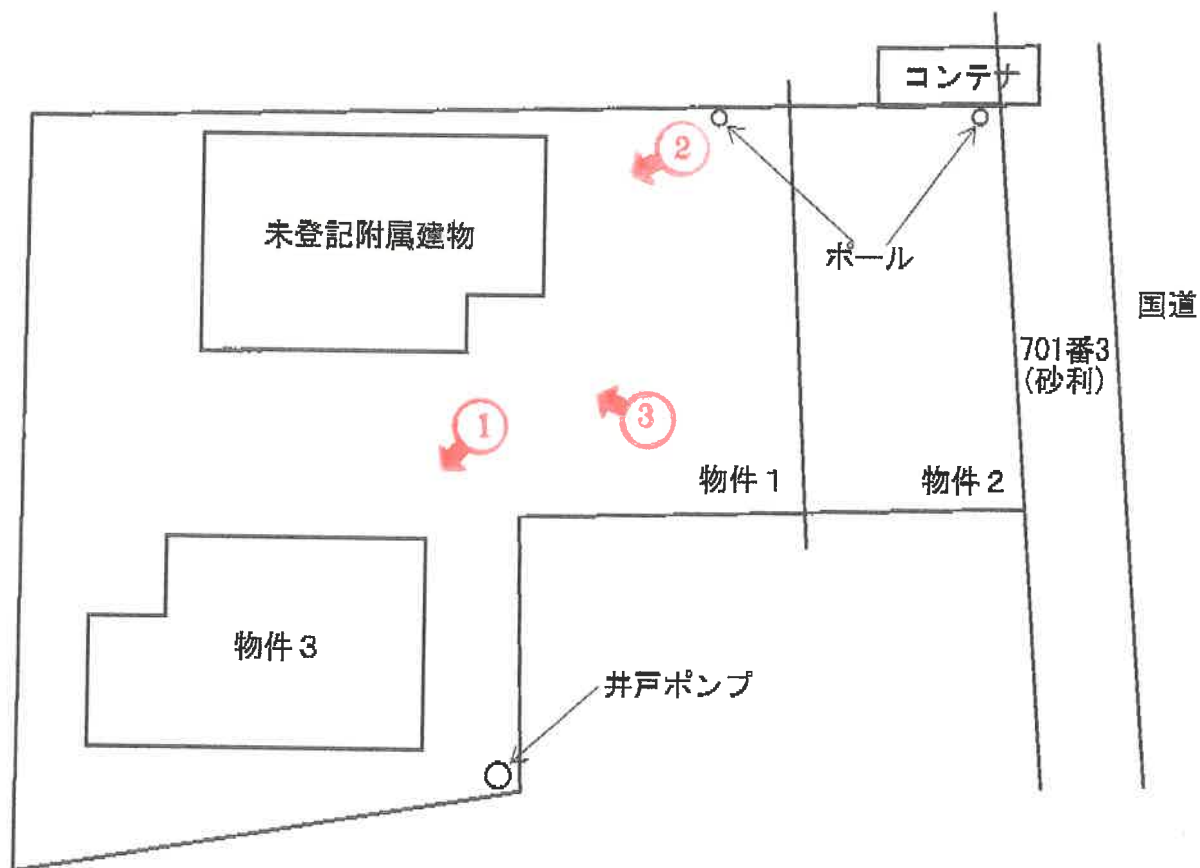 コンテナ
②
未登記附属建物
ポール
国道
701番3
(砂利)
①
③
物件1
物件2
物件3
井戸ポンプ